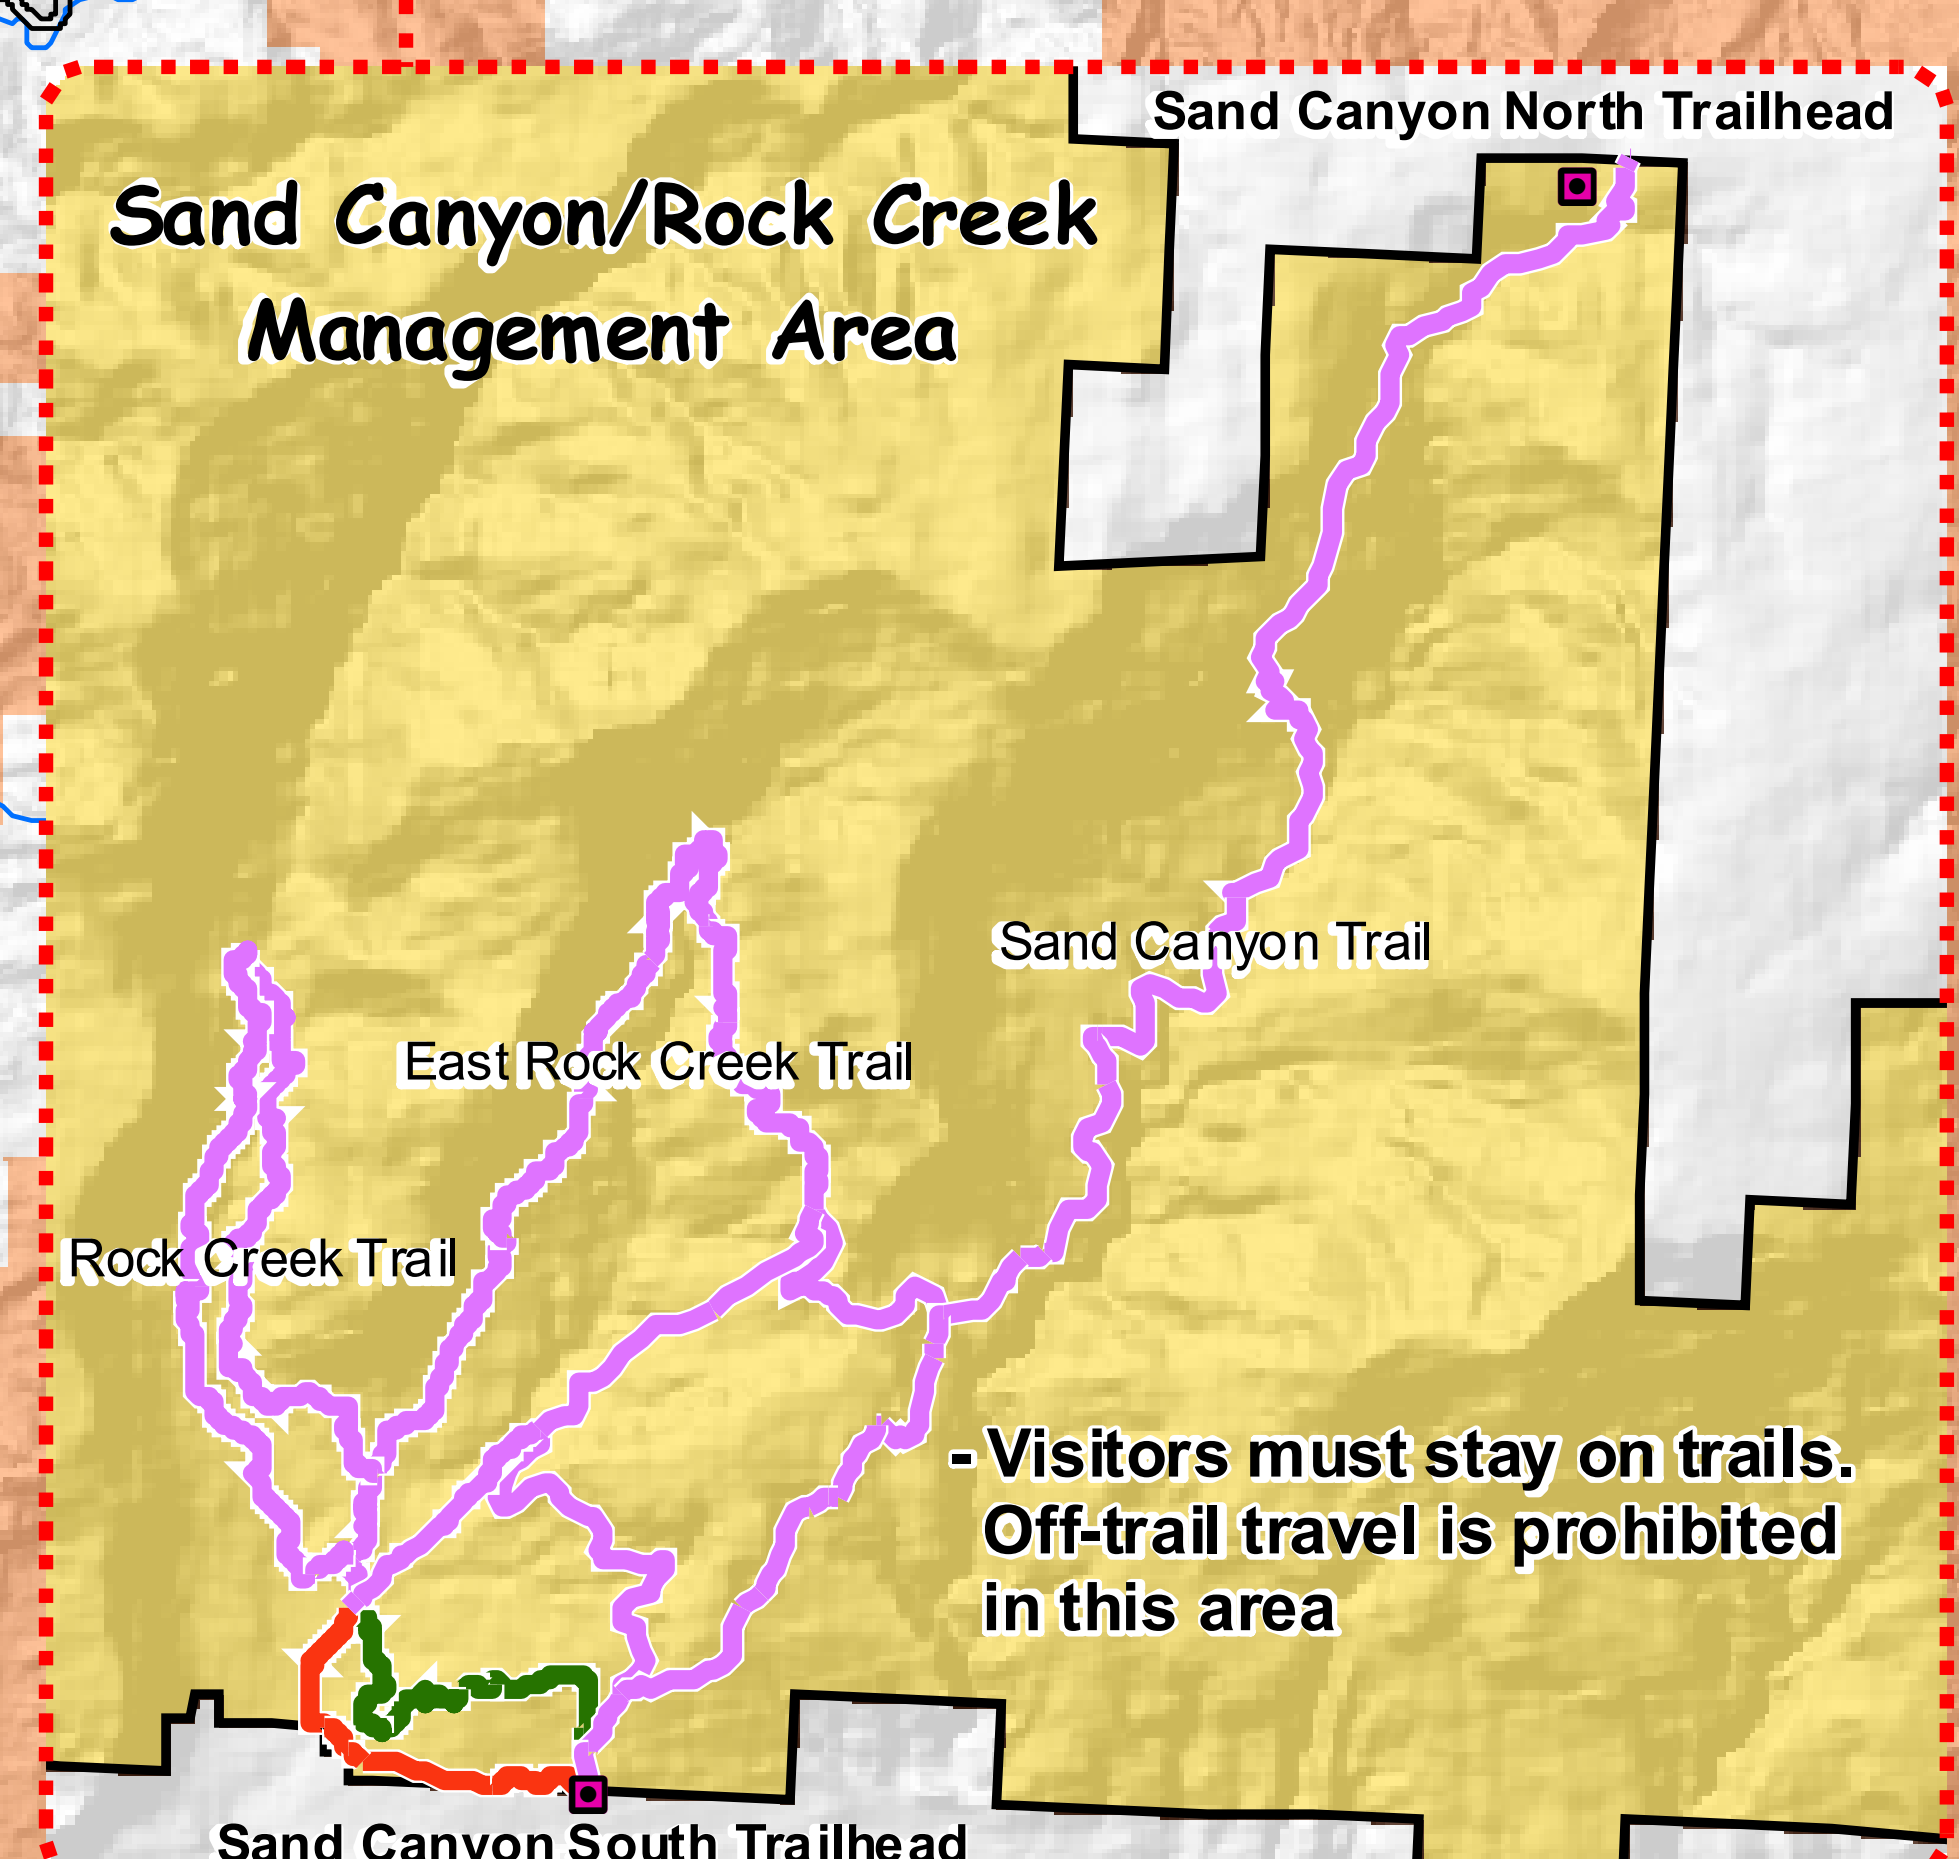 Sand Canyon North Trailhead
Sand Canyon/Rock Creek
Management Area
Sand Canyon Trail
East Rock Creek Trail
Rock Creek Trail
- Visitors must stay on trails.
Off-trail travel is prohibited
in this area
Sand Canyon South Trailhead